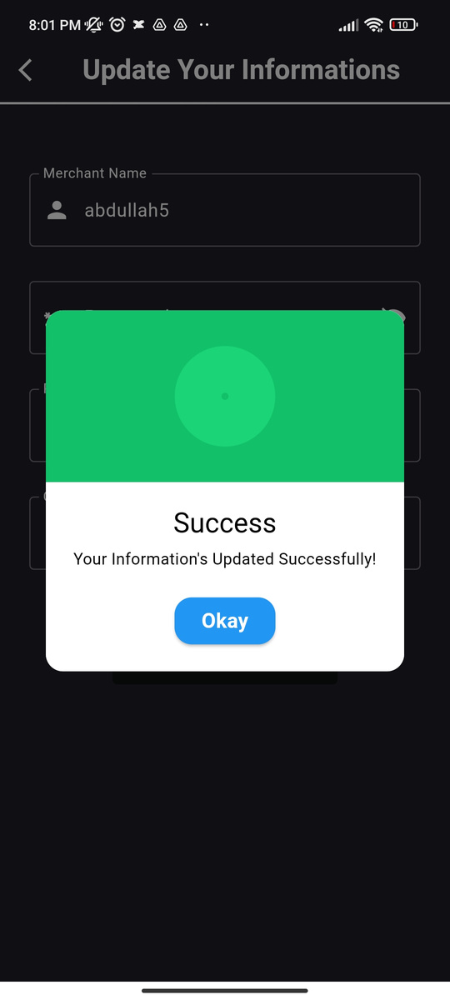 8:01 PM
10
Update Your Informations
Merchant Name
abdullah5
Success
Your Information's Updated Successfully!
Okay